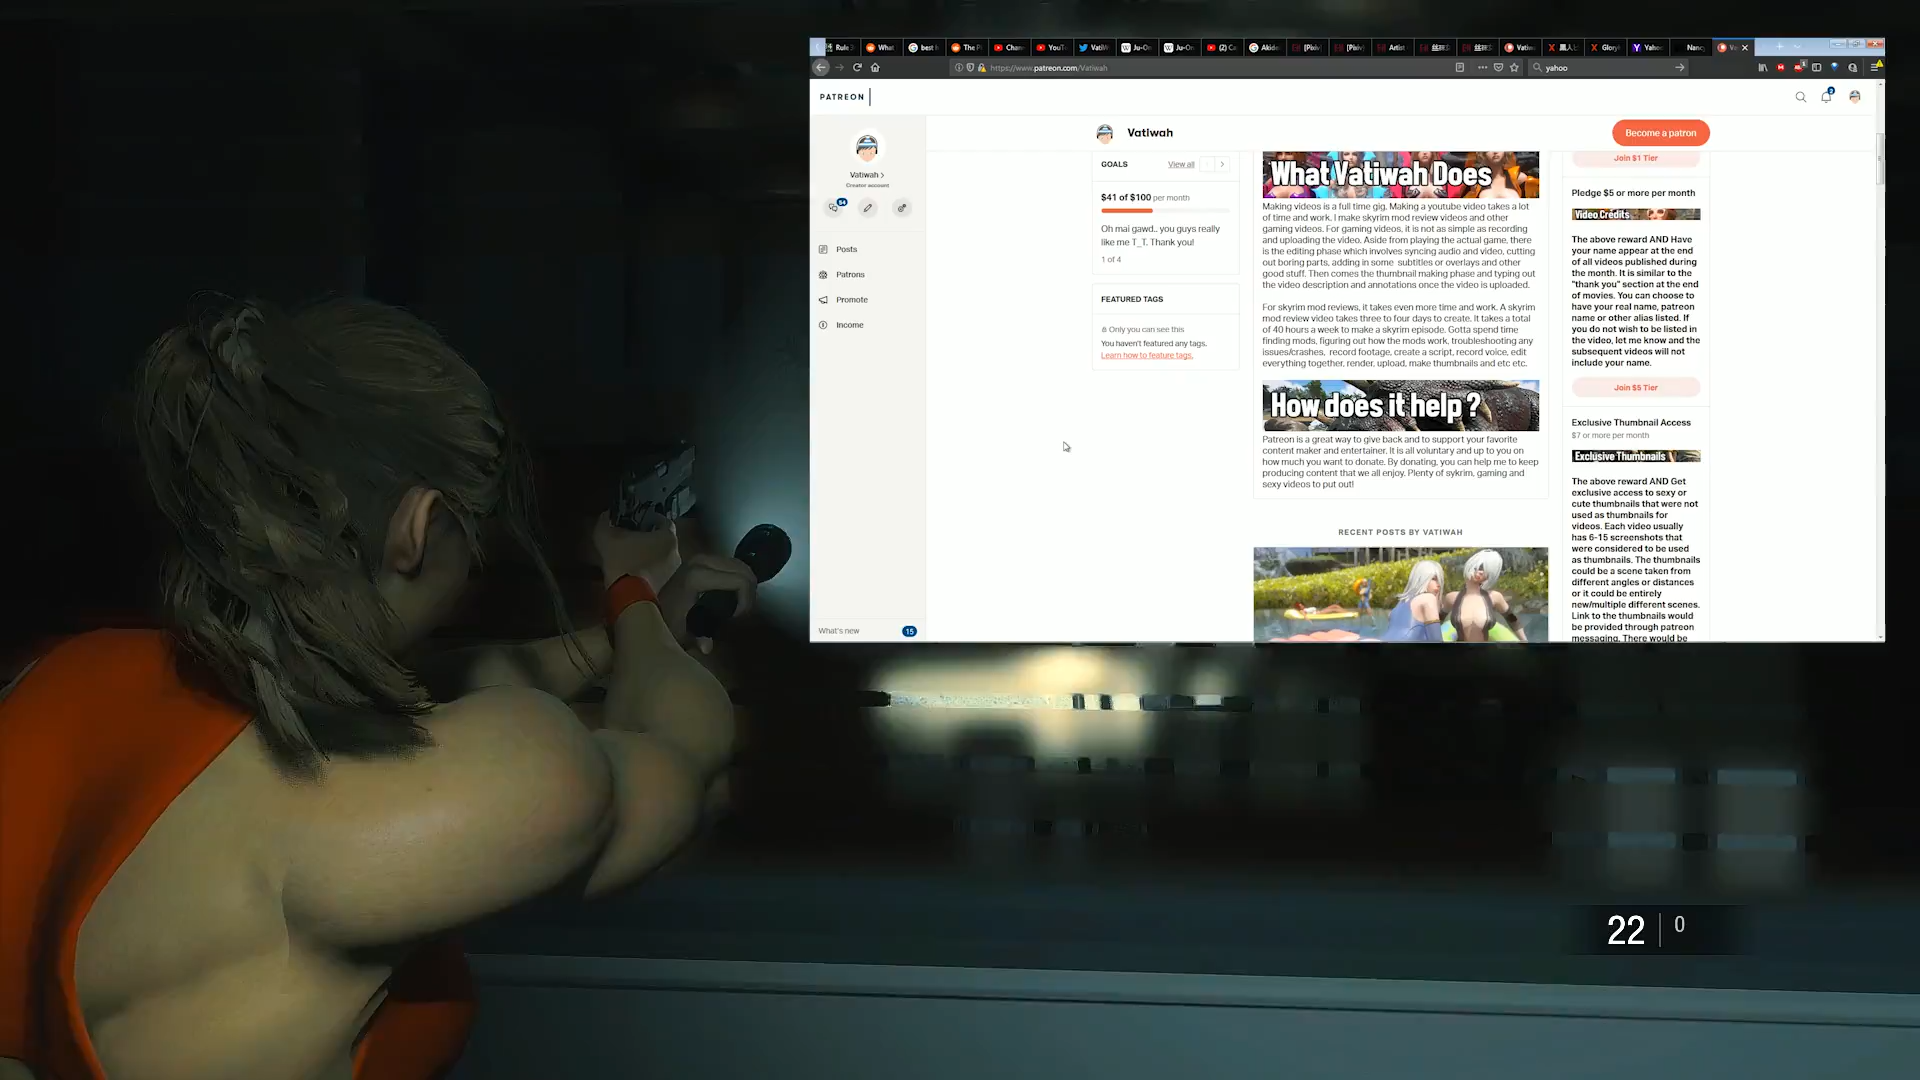 Rule
What
best
The P
Chan
YouT
Vati
Ju-On
Ju-On
(2) C
Akide
[Pixiv]
[Pixiv]
Artist
Vatiw
Glory
Yaho
Nancy
https://www.patreon.com/Vatiwah
yahoo
PATREON
2
Vatiwah
Become a patron
Vatiwah
Creator account
54
Posts
Patrons
Promote
Income
What's new
15
GOALS
View all
$41 of $100 per month
Oh mai gawd.. you guys really
like me T_T. Thank you!
1 of 4
FEATURED TAGS
Only you can see this
You haven't featured any tags.
Learn how to feature tags.
What Vatiwah Does
Making videos is a full time gig. Making a youtube video takes a lot
of time and work. I make skyrim mod review videos and other
gaming videos. For gaming videos, it is not as simple as recording
and uploading the video. Aside from playing the actual game, there
is the editing phase which involves syncing audio and video, cutting
out boring parts, adding in some subtitles or overlays and other
good stuff. Then comes the thumbnail making phase and typing out
the video description and annotations once the video is uploaded.
For skyrim mod reviews, it takes even more time and work. A skyrim
mod review video takes three to four days to create. It takes a total
of 40 hours a week to make a skyrim episode. Gotta spend time
finding mods, figuring out how the mods work, troubleshooting any
issues/crashes, record footage, create a script, record voice, edit
everything together, render, upload, make thumbnails and etc etc.
How does it help ?
Patreon is a great way to give back and to support your favorite
content maker and entertainer. It is all voluntary and up to you on
how much you want to donate. By donating, you can help me to keep
producing content that we all enjoy. Plenty of sykrim, gaming and
sexy videos to put out!
RECENT POSTS BY VATIWAH
Join $1 Tier
Pledge $5 or more per month
Video Credits
The above reward AND Have
your name appear at the end
of all videos published during
the month. It is similar to the
"thank you" section at the end
of movies. You can choose to
have your real name, patreon
name or other alias listed. If
you do not wish to be listed in
the video, let me know and the
subsequent videos will not
include your name.
Join $5 Tier
Exclusive Thumbnail Access
$7 or more per month
Exclusive Thumbnails
The above reward AND Get
exclusive access to sexy or
cute thumbnails that were not
used as thumbnails for
videos. Each video usually
has 6-15 screenshots that
were considered to be used
as thumbnails. The thumbnails
could be a scene taken from
different angles or distances
or it could be entirely
new/multiple different scenes.
Link to the thumbnails would
be provided through patreon
messaging. There would be
22
0